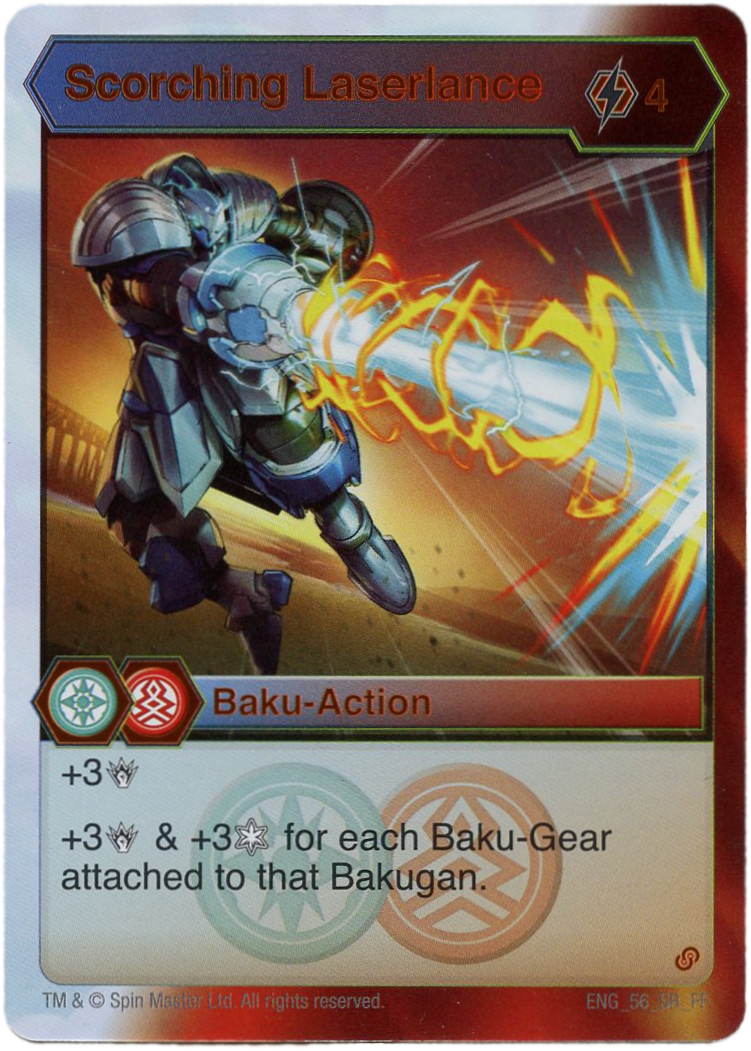 Scorching Laserlance 4
Baku-Action
+3
+3 & +3 for each Baku-Gear
attached to that Bakugan.
TM & © Spin Master Ltd. All rights reserved.
ENG_56_